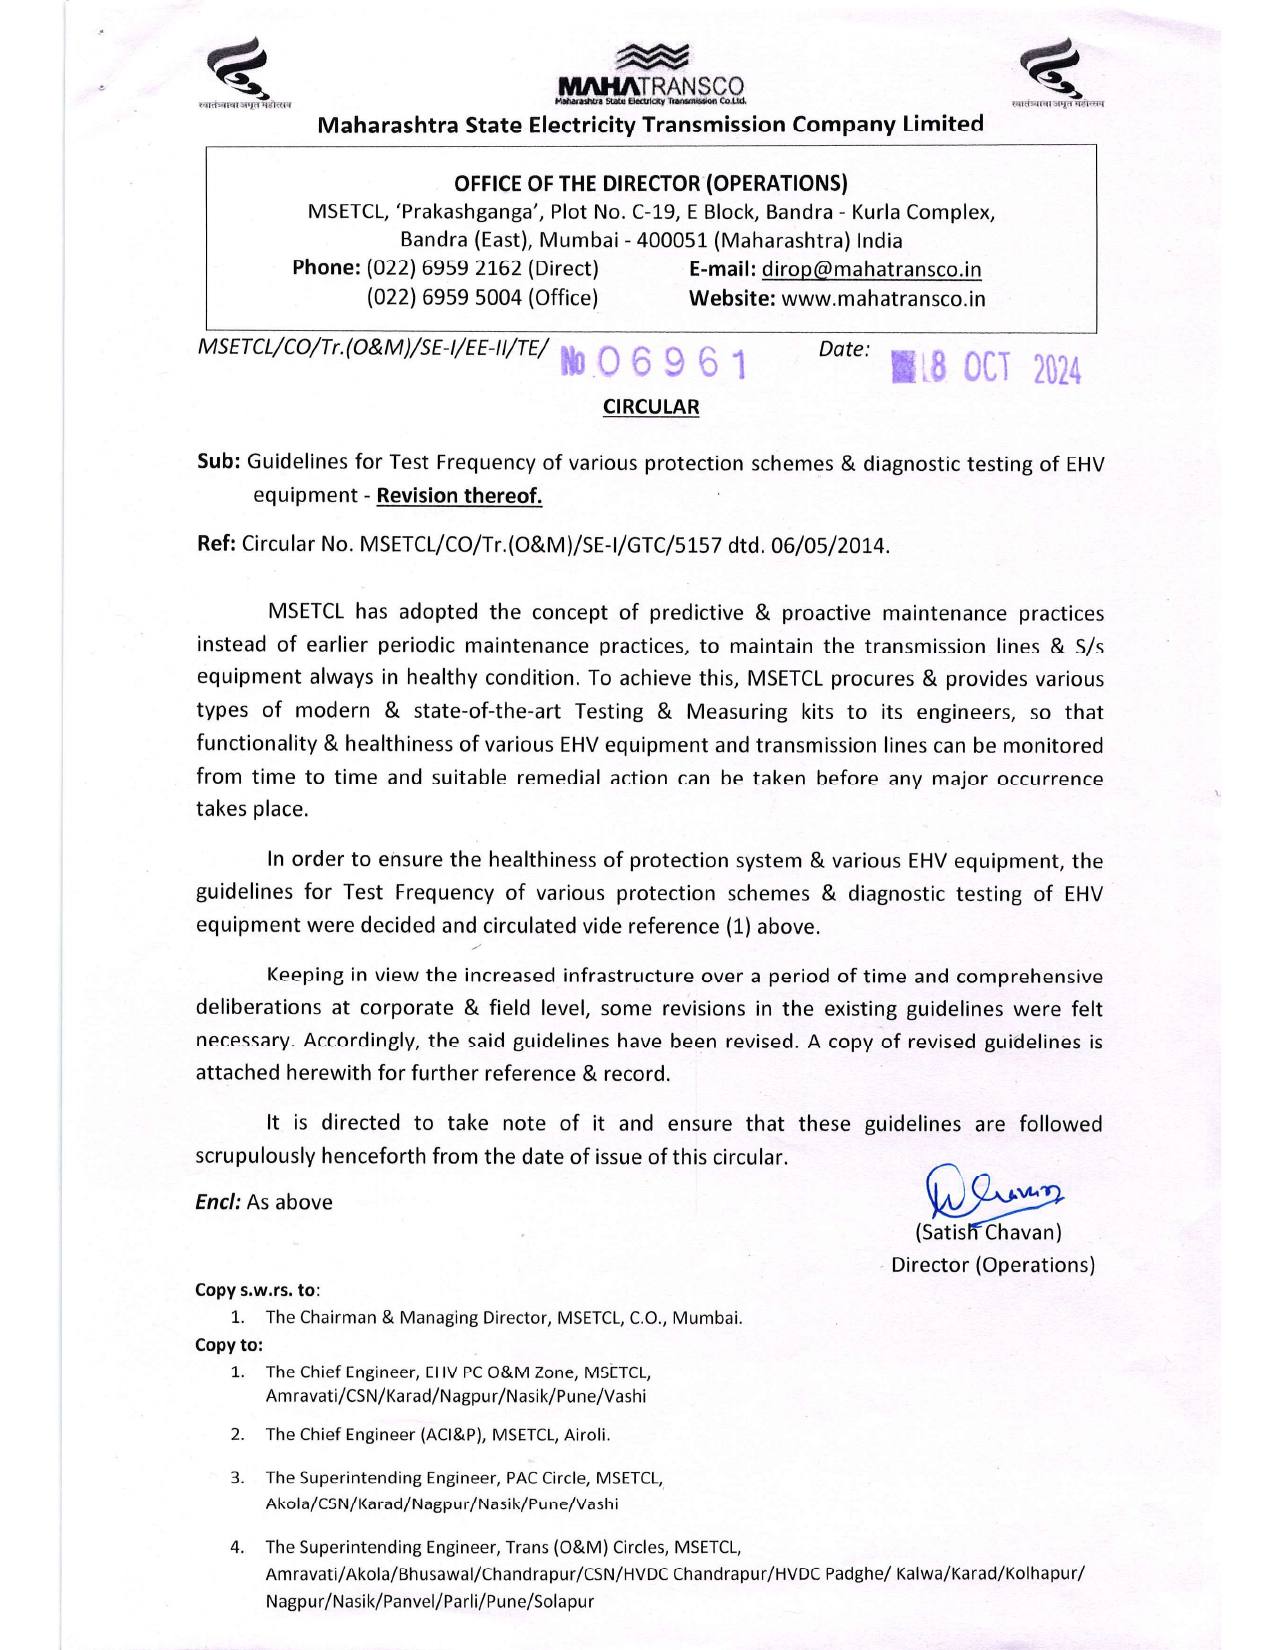 स्वातंत्र्याचा अमृत महोत्सव
MAHATRANSCO
Maharashtra State Electricity Transmission Co.Ltd.
स्वातंत्र्याचा अमृत महोत्सव
Maharashtra State Electricity Transmission Company Limited
OFFICE OF THE DIRECTOR (OPERATIONS)
MSETCL, ‘Prakashganga’, Plot No. C-19, E Block, Bandra - Kurla Complex,
Bandra (East), Mumbai - 400051 (Maharashtra) India
Phone: (022) 6959 2162 (Direct) E-mail: dirop@mahatransco.in
(022) 6959 5004 (Office) Website: www.mahatransco.in
MSETCL/CO/Tr.(O&M)/SE-I/EE-II/TE/ No 06961 Date: 18 OCT 2024
CIRCULAR
Sub: Guidelines for Test Frequency of various protection schemes & diagnostic testing of EHV
equipment - Revision thereof.
Ref: Circular No. MSETCL/CO/Tr.(O&M)/SE-I/GTC/5157 dtd. 06/05/2014.
MSETCL has adopted the concept of predictive & proactive maintenance practices
instead of earlier periodic maintenance practices, to maintain the transmission lines & S/s
equipment always in healthy condition. To achieve this, MSETCL procures & provides various
types of modern & state-of-the-art Testing & Measuring kits to its engineers, so that
functionality & healthiness of various EHV equipment and transmission lines can be monitored
from time to time and suitable remedial action can be taken before any major occurrence
takes place.
In order to ensure the healthiness of protection system & various EHV equipment, the
guidelines for Test Frequency of various protection schemes & diagnostic testing of EHV
equipment were decided and circulated vide reference (1) above.
Keeping in view the increased infrastructure over a period of time and comprehensive
deliberations at corporate & field level, some revisions in the existing guidelines were felt
necessary. Accordingly, the said guidelines have been revised. A copy of revised guidelines is
attached herewith for further reference & record.
It is directed to take note of it and ensure that these guidelines are followed
scrupulously henceforth from the date of issue of this circular.
Encl: As above
(Satish Chavan)
Director (Operations)
Copy s.w.rs. to:
1. The Chairman & Managing Director, MSETCL, C.O., Mumbai.
Copy to:
1. The Chief Engineer, EHV PC O&M Zone, MSETCL,
Amravati/CSN/Karad/Nagpur/Nasik/Pune/Vashi
2. The Chief Engineer (ACI&P), MSETCL, Airoli.
3. The Superintending Engineer, PAC Circle, MSETCL,
Akola/CSN/Karad/Nagpur/Nasik/Pune/Vashi
4. The Superintending Engineer, Trans (O&M) Circles, MSETCL,
Amravati/Akola/Bhusawal/Chandrapur/CSN/HVDC Chandrapur/HVDC Padghe/ Kalwa/Karad/Kolhapur/
Nagpur/Nasik/Panvel/Parli/Pune/Solapur